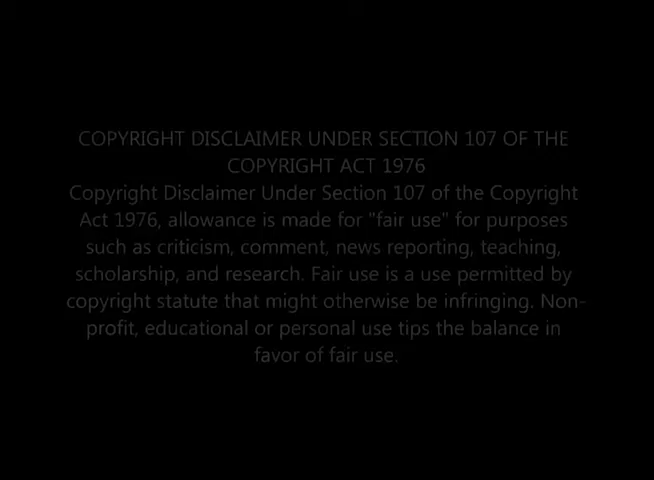 COPYRIGHT DISCLAIMER UNDER SECTION 107 OF THE
COPYRIGHT ACT 1976
Copyright Disclaimer Under Section 107 of the Copyright
Act 1976, allowance is made for "fair use" for purposes
such as criticism, comment, news reporting, teaching,
scholarship, and research. Fair use is a use permitted by
copyright statute that might otherwise be infringing. Non-
profit, educational or personal use tips the balance in
favor of fair use.